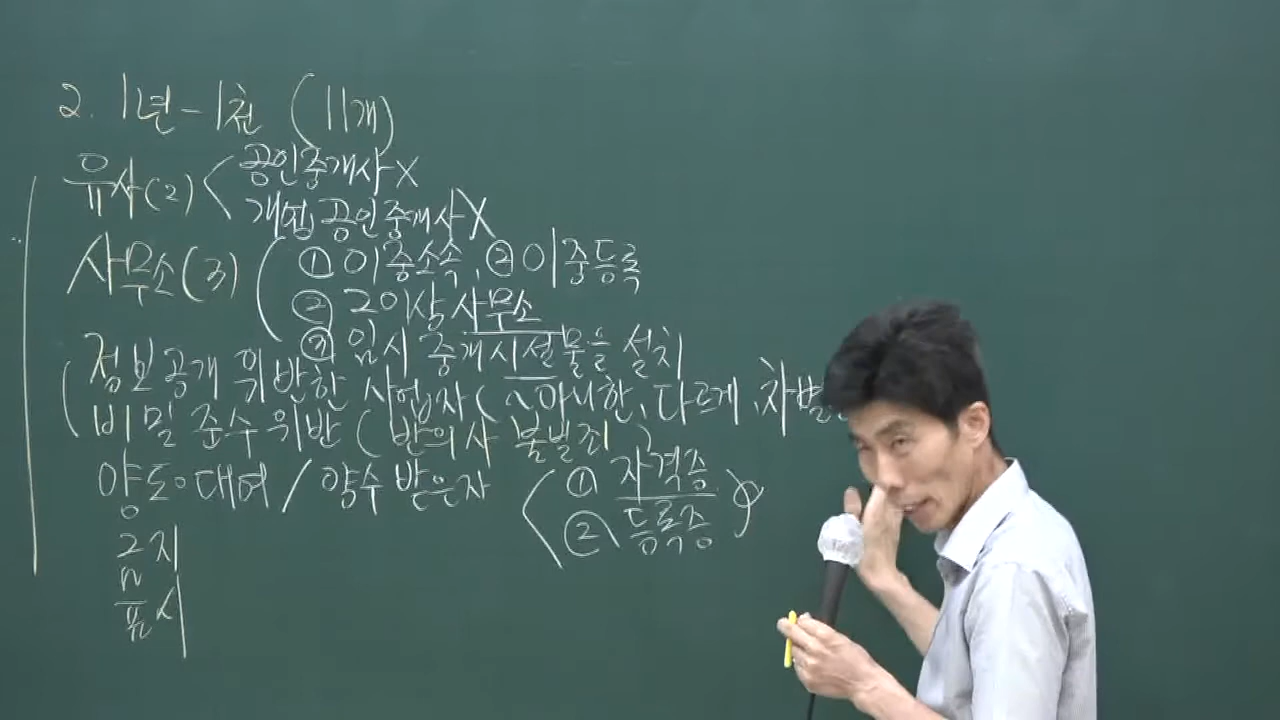 2. 1년-1천 (11개)
유사(2) < 공인중개사 X
개업 공인중개사 X
사무소(3) ( ① 이중소속, ② 이중등록
② 2이상 사무소
③ 임시 중개시설물을 설치
정보공개 위반한 사업자 ( ~아니한, 다르게, 차별
비밀 준수 위반 ( 반의사 불벌죄 )
양도·대여 / 양수 받은자 < ① 자격증
② 등록증 >
금지
표시